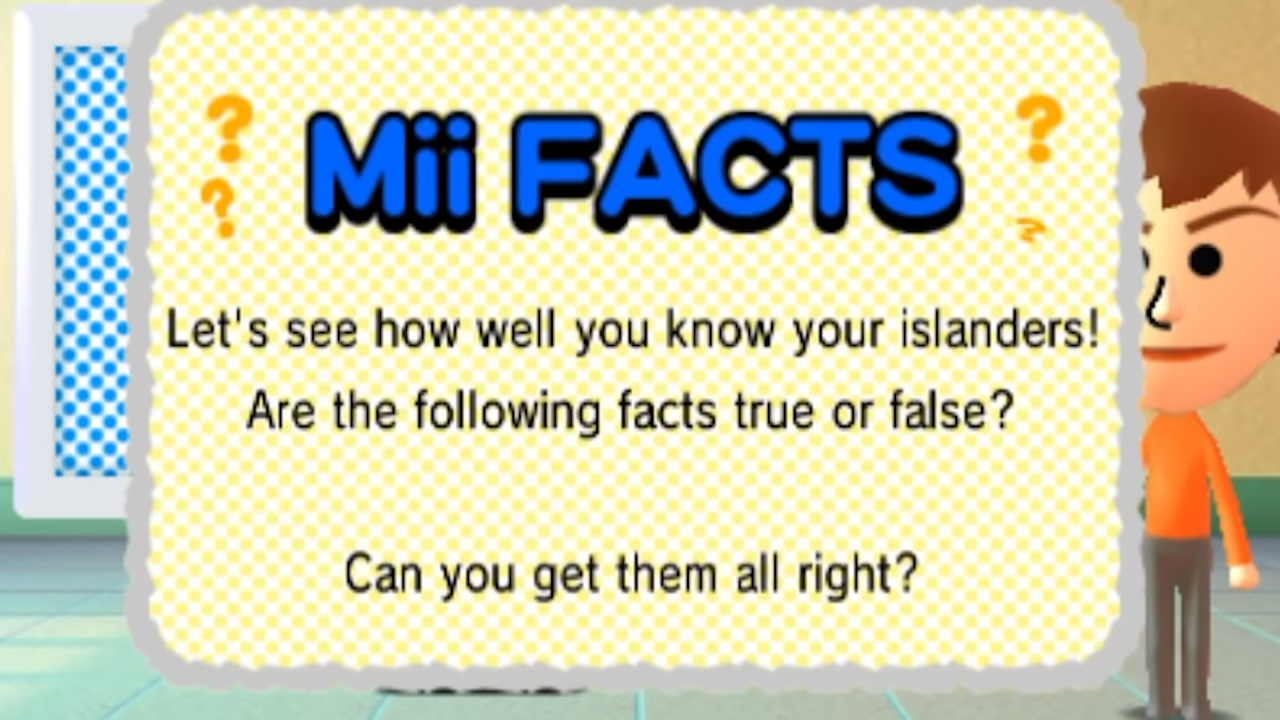 Mii FACTS
Let's see how well you know your islanders!
Are the following facts true or false?
Can you get them all right?